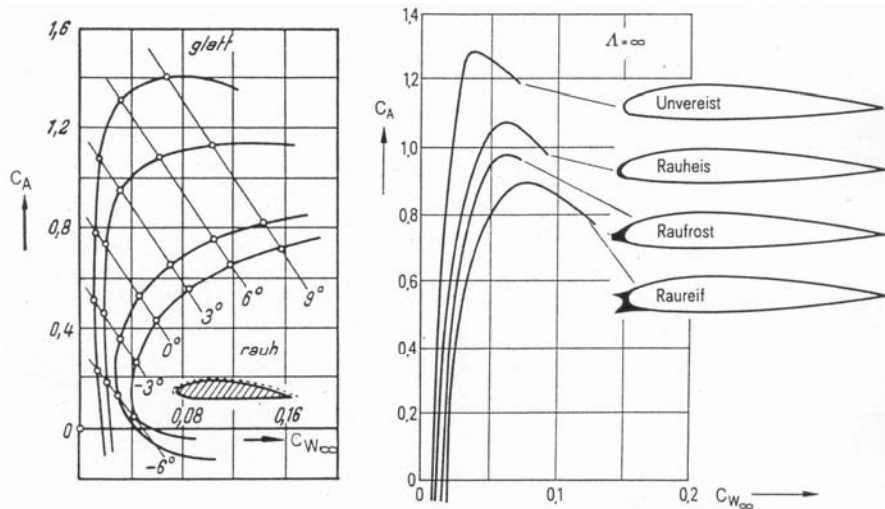 1,6
glatt
1,2
C_A
0,8
9°
6°
3°
0,4
0°
rauh
-3°
0,08
0,16
0
C_W∞
-6°
1,4
Λ = ∞
1,2
Unvereist
C_A
1,0
Rauheis
0,8
Raufrost
0,6
Raureif
0,4
0,2
0
0
0,1
0,2
C_W∞